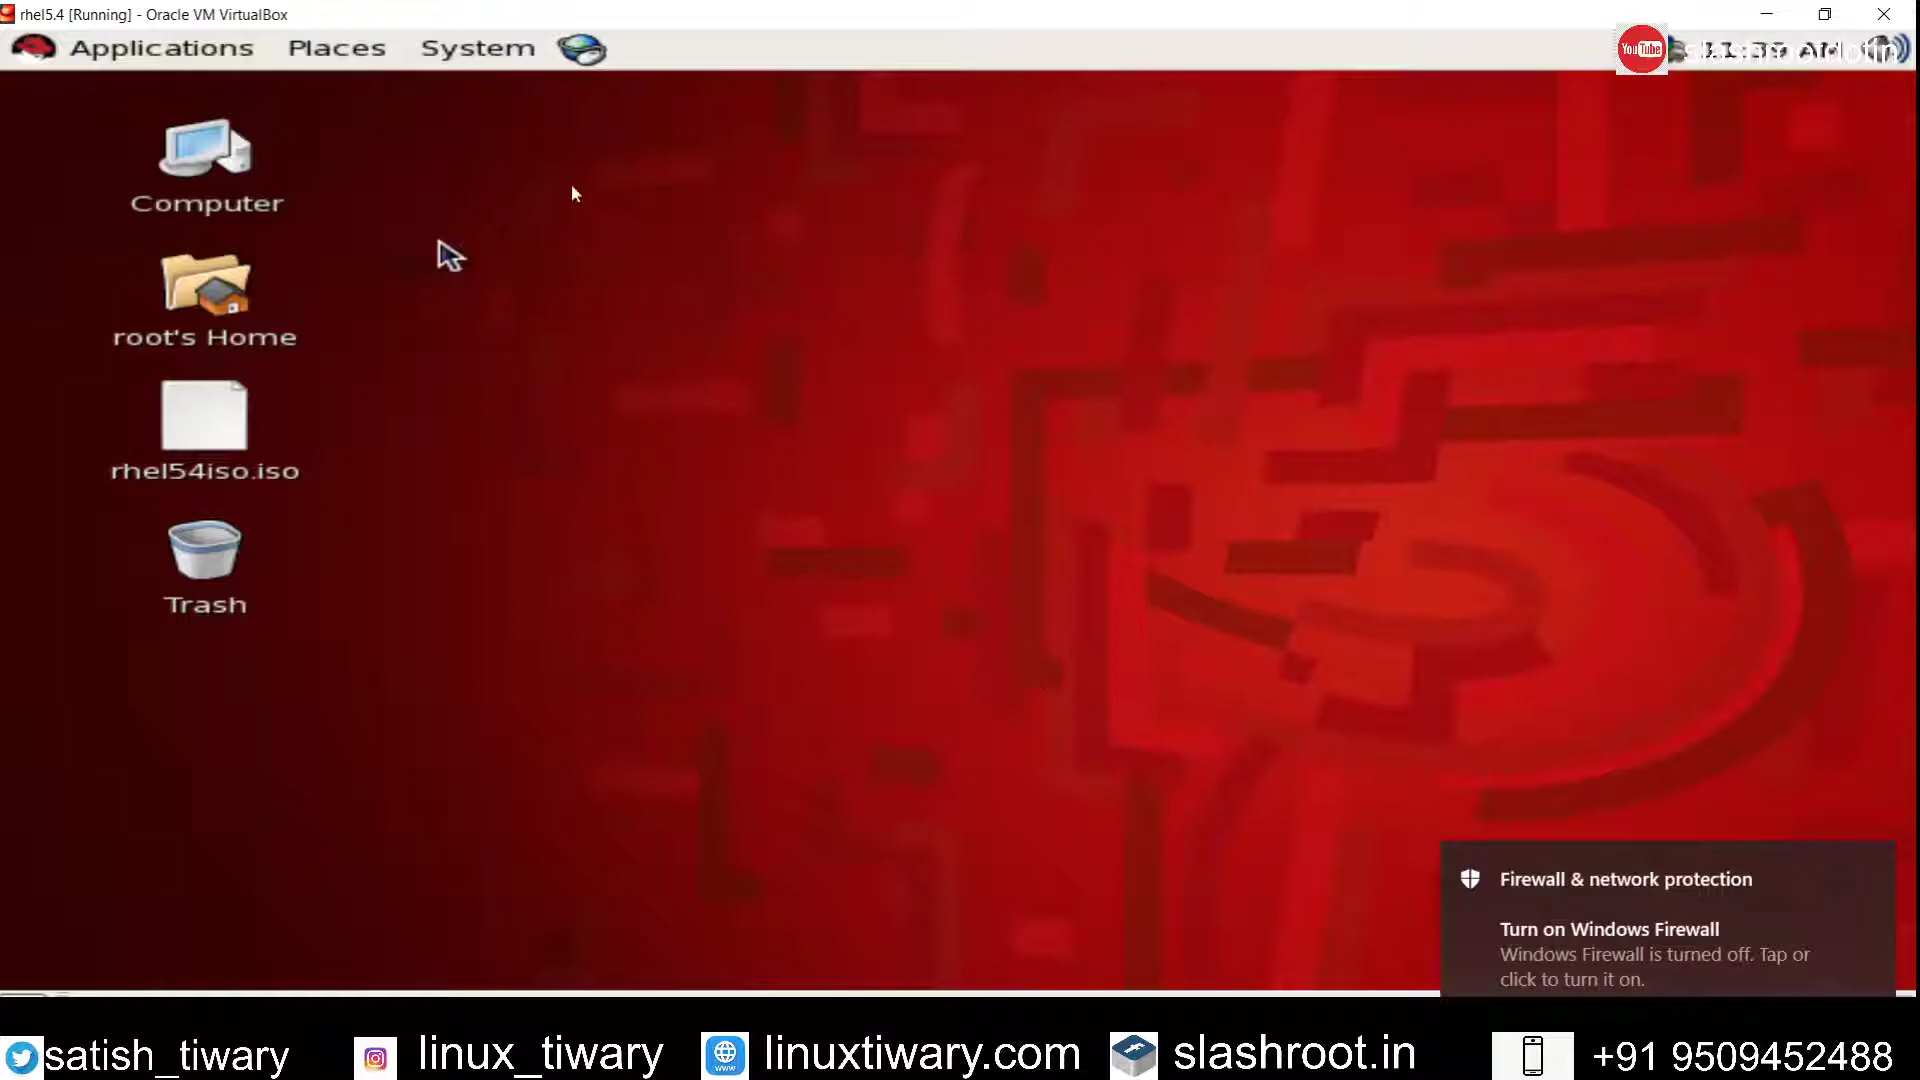 rhel5.4 [Running] - Oracle VM VirtualBox
Applications Places System
YouTube
Computer
root's Home
rhel54iso.iso
Trash
Firewall & network protection
Turn on Windows Firewall
Windows Firewall is turned off. Tap or
click to turn it on.
satish_tiwary linux_tiwary www linuxtiwary.com slashroot.in +91 9509452488